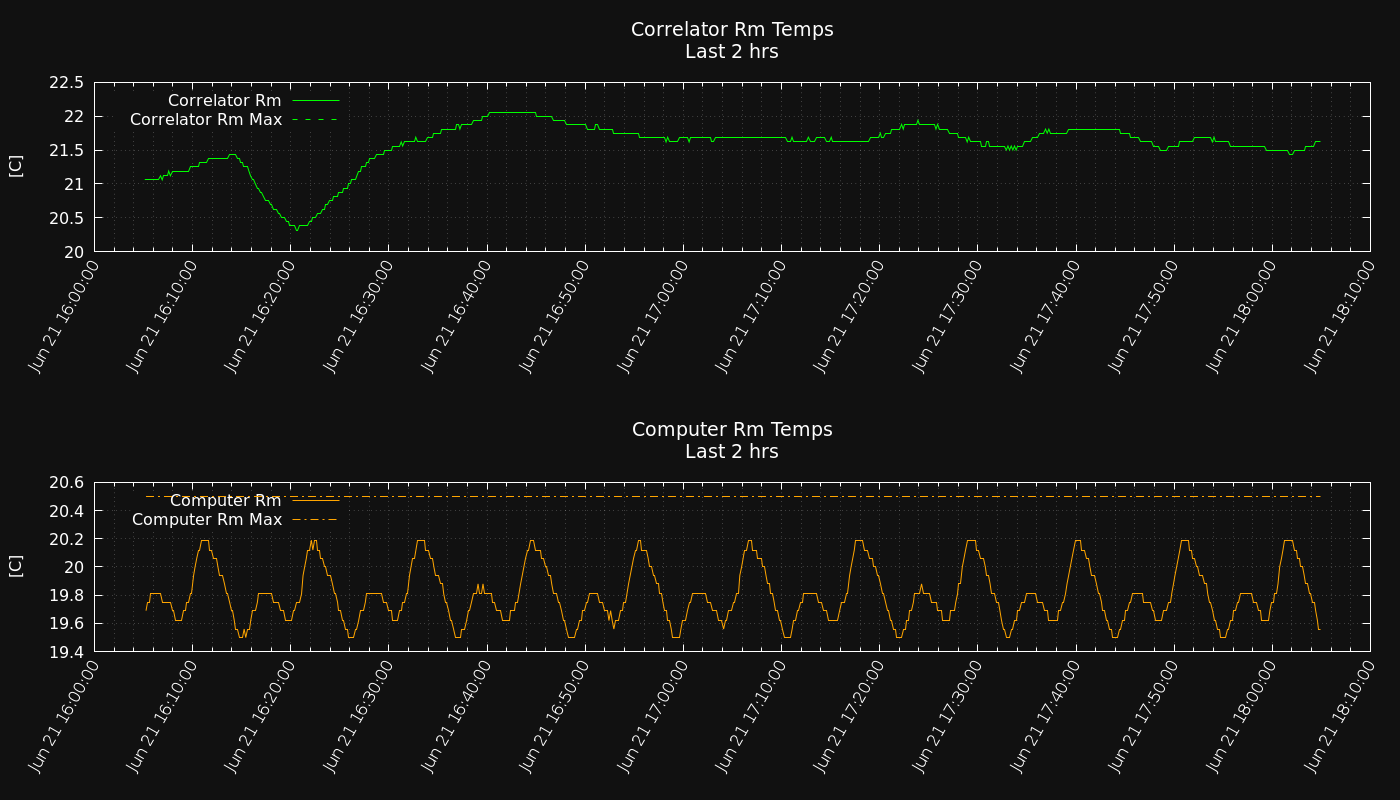 Correlator Rm Temps
Last 2 hrs
22.5
22
21.5
21
20.5
20
[C]
Correlator Rm
Correlator Rm Max
Jun 21 16:00:00
Jun 21 16:10:00
Jun 21 16:20:00
Jun 21 16:30:00
Jun 21 16:40:00
Jun 21 16:50:00
Jun 21 17:00:00
Jun 21 17:10:00
Jun 21 17:20:00
Jun 21 17:30:00
Jun 21 17:40:00
Jun 21 17:50:00
Jun 21 18:00:00
Jun 21 18:10:00
Computer Rm Temps
Last 2 hrs
20.6
20.4
20.2
20
19.8
19.6
19.4
[C]
Computer Rm
Computer Rm Max
Jun 21 16:00:00
Jun 21 16:10:00
Jun 21 16:20:00
Jun 21 16:30:00
Jun 21 16:40:00
Jun 21 16:50:00
Jun 21 17:00:00
Jun 21 17:10:00
Jun 21 17:20:00
Jun 21 17:30:00
Jun 21 17:40:00
Jun 21 17:50:00
Jun 21 18:00:00
Jun 21 18:10:00